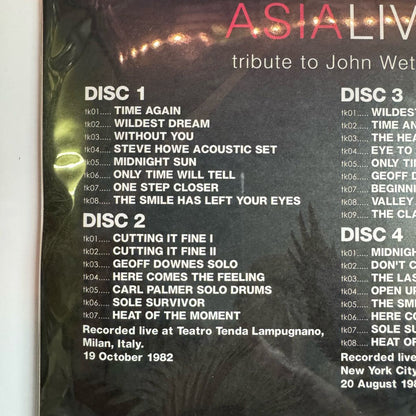 ASIA LIV
tribute to John Wet
DISC 1
tk01..... TIME AGAIN
tk02..... WILDEST DREAM
tk03..... WITHOUT YOU
tk04..... STEVE HOWE ACOUSTIC SET
tk05..... MIDNIGHT SUN
tk06..... ONLY TIME WILL TELL
tk07..... ONE STEP CLOSER
tk08..... THE SMILE HAS LEFT YOUR EYES
DISC 2
tk01..... CUTTING IT FINE I
tk02..... CUTTING IT FINE II
tk03..... GEOFF DOWNES SOLO
tk04..... HERE COMES THE FEELING
tk05..... CARL PALMER SOLO DRUMS
tk06..... SOLE SURVIVOR
tk07..... HEAT OF THE MOMENT
Recorded live at Teatro Tenda Lampugnano,
Milan, Italy.
19 October 1982
DISC 3
tk01..... WILDES
tk02..... TIME AN
tk03..... THE HEA
tk04..... EYE TO
tk05..... ONLY TI
tk06..... GEOFF D
tk07..... BEGINN
tk08..... VALLEY
tk09..... THE CLA
DISC 4
tk01..... MIDNIG
tk02..... DON'T C
tk03..... THE LAS
tk04..... OPEN UP
tk05..... THE SM
tk06..... HERE CO
tk07..... SOLE SU
tk08..... HEAT OF
Recorded live
New York City
20 August 198